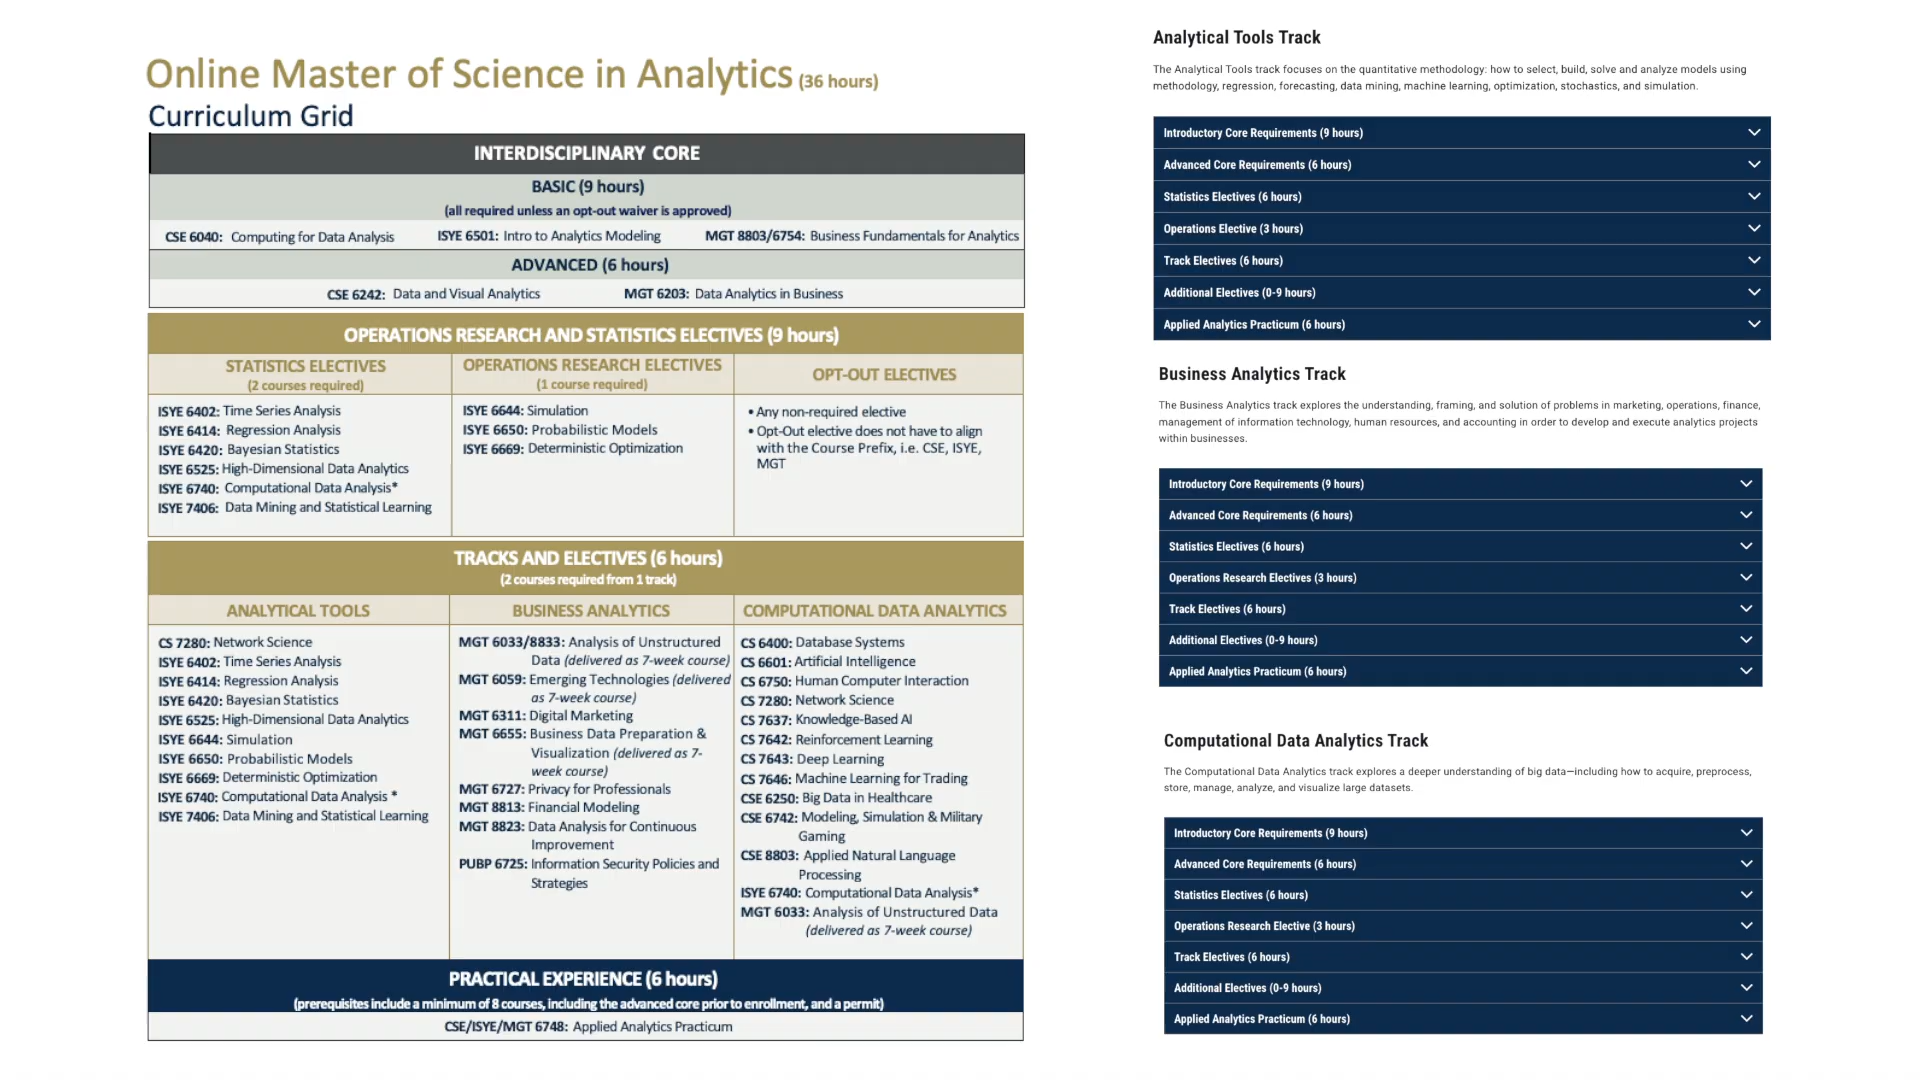 Online Master of Science in Analytics (36 hours)
Curriculum Grid
INTERDISCIPLINARY CORE
BASIC (9 hours)
(all required unless an opt-out waiver is approved)
CSE 6040: Computing for Data Analysis ISYE 6501: Intro to Analytics Modeling MGT 8803/6754: Business Fundamentals for Analytics
ADVANCED (6 hours)
CSE 6242: Data and Visual Analytics MGT 6203: Data Analytics in Business
OPERATIONS RESEARCH AND STATISTICS ELECTIVES (9 hours)
STATISTICS ELECTIVES
(2 courses required)
ISYE 6402: Time Series Analysis
ISYE 6414: Regression Analysis
ISYE 6420: Bayesian Statistics
ISYE 6525: High-Dimensional Data Analytics
ISYE 6740: Computational Data Analysis*
ISYE 7406: Data Mining and Statistical Learning
OPERATIONS RESEARCH ELECTIVES
(1 course required)
ISYE 6644: Simulation
ISYE 6650: Probabilistic Models
ISYE 6669: Deterministic Optimization
OPT-OUT ELECTIVES
• Any non-required elective
• Opt-Out elective does not have to align
with the Course Prefix, i.e. CSE, ISYE,
MGT
TRACKS AND ELECTIVES (6 hours)
(2 courses required from 1 track)
ANALYTICAL TOOLS
CS 7280: Network Science
ISYE 6402: Time Series Analysis
ISYE 6414: Regression Analysis
ISYE 6420: Bayesian Statistics
ISYE 6525: High-Dimensional Data Analytics
ISYE 6644: Simulation
ISYE 6650: Probabilistic Models
ISYE 6669: Deterministic Optimization
ISYE 6740: Computational Data Analysis *
ISYE 7406: Data Mining and Statistical Learning
BUSINESS ANALYTICS
MGT 6033/8833: Analysis of Unstructured
Data (delivered as 7-week course)
MGT 6059: Emerging Technologies (delivered
as 7-week course)
MGT 6311: Digital Marketing
MGT 6655: Business Data Preparation &
Visualization (delivered as 7-
week course)
MGT 6727: Privacy for Professionals
MGT 8813: Financial Modeling
MGT 8823: Data Analysis for Continuous
Improvement
PUBP 6725: Information Security Policies and
Strategies
COMPUTATIONAL DATA ANALYTICS
CS 6400: Database Systems
CS 6601: Artificial Intelligence
CS 6750: Human Computer Interaction
CS 7280: Network Science
CS 7637: Knowledge-Based AI
CS 7642: Reinforcement Learning
CS 7643: Deep Learning
CS 7646: Machine Learning for Trading
CSE 6250: Big Data in Healthcare
CSE 6742: Modeling, Simulation & Military
Gaming
CSE 8803: Applied Natural Language
Processing
ISYE 6740: Computational Data Analysis*
MGT 6033: Analysis of Unstructured Data
(delivered as 7-week course)
PRACTICAL EXPERIENCE (6 hours)
(prerequisites include a minimum of 8 courses, including the advanced core prior to enrollment, and a permit)
CSE/ISYE/MGT 6748: Applied Analytics Practicum
Analytical Tools Track
The Analytical Tools track focuses on the quantitative methodology: how to select, build, solve and analyze models using
methodology, regression, forecasting, data mining, machine learning, optimization, stochastics, and simulation.
Introductory Core Requirements (9 hours)
Advanced Core Requirements (6 hours)
Statistics Electives (6 hours)
Operations Elective (3 hours)
Track Electives (6 hours)
Additional Electives (0-9 hours)
Applied Analytics Practicum (6 hours)
Business Analytics Track
The Business Analytics track explores the understanding, framing, and solution of problems in marketing, operations, finance,
management of information technology, human resources, and accounting in order to develop and execute analytics projects
within businesses.
Introductory Core Requirements (9 hours)
Advanced Core Requirements (6 hours)
Statistics Electives (6 hours)
Operations Research Electives (3 hours)
Track Electives (6 hours)
Additional Electives (0-9 hours)
Applied Analytics Practicum (6 hours)
Computational Data Analytics Track
The Computational Data Analytics track explores a deeper understanding of big data—including how to acquire, preprocess,
store, manage, analyze, and visualize large datasets.
Introductory Core Requirements (9 hours)
Advanced Core Requirements (6 hours)
Statistics Electives (6 hours)
Operations Research Elective (3 hours)
Track Electives (6 hours)
Additional Electives (0-9 hours)
Applied Analytics Practicum (6 hours)